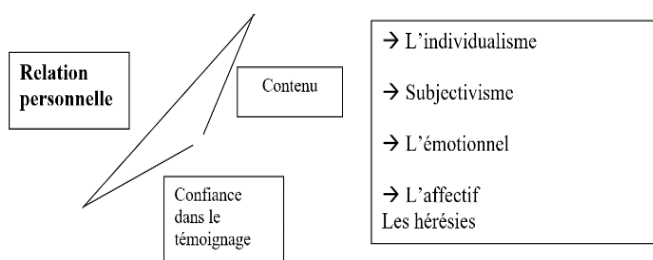 Relation
personnelle
Contenu
Confiance
dans le
témoignage
→ L'individualisme
→ Subjectivisme
→ L'émotionnel
→ L'affectif
Les hérésies